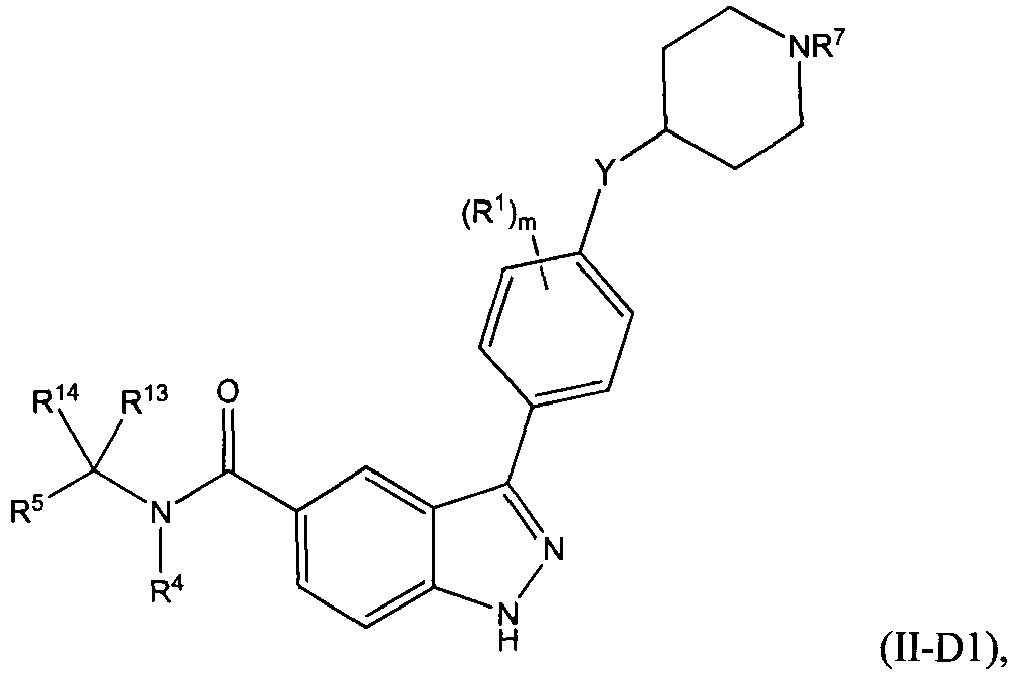 NR⁷
Y
(R¹)ₘ
R¹⁴ R¹³ O
R⁵ N
R⁴
N
N
H
(II-D1),